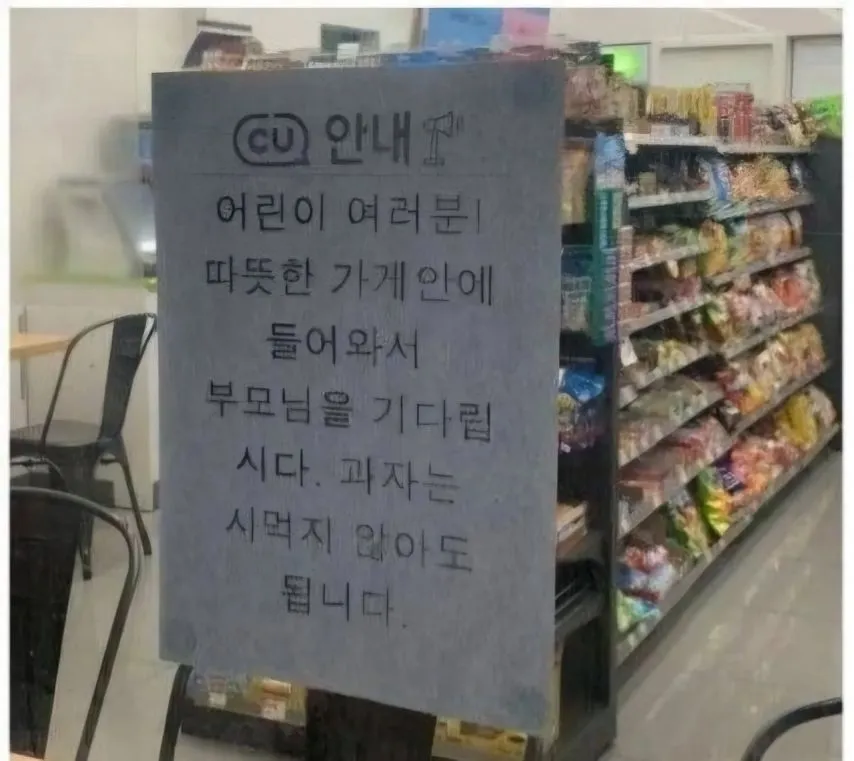 CU 안내
어린이 여러분!
따뜻한 가게안에
들어와서
부모님을 기다립
시다. 과자는
시먹지 않아도
됩니다.